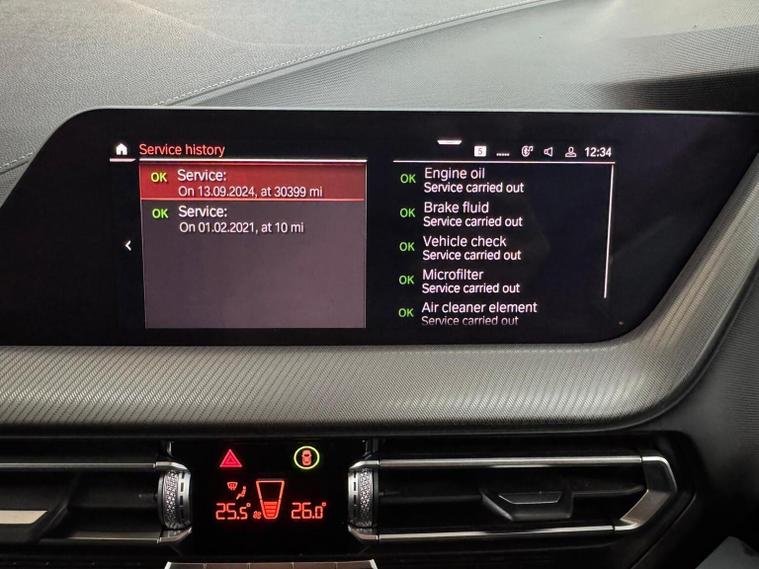 Service history
5
12:34
OK Service:
On 13.09.2024, at 30399 mi
OK Service:
On 01.02.2021, at 10 mi
OK Engine oil
Service carried out
OK Brake fluid
Service carried out
OK Vehicle check
Service carried out
OK Microfilter
Service carried out
OK Air cleaner element
Service carried out
25.5°
26.0°